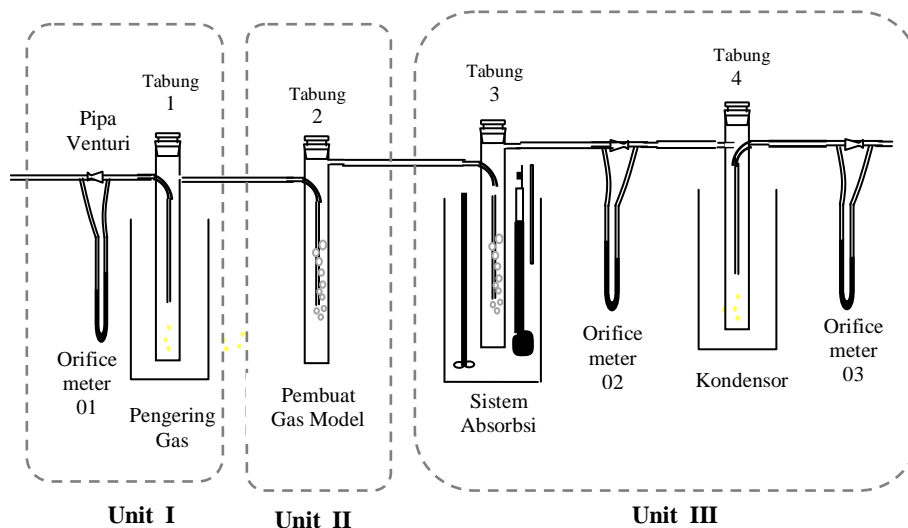 Pipa
Venturi
Tabung
1
Orifice
meter
01
Pengering
Gas
Unit I
Tabung
2
Pembuat
Gas Model
Unit II
Tabung
3
Sistem
Absorbsi
Orifice
meter
02
Tabung
4
Kondensor
Orifice
meter
03
Unit III